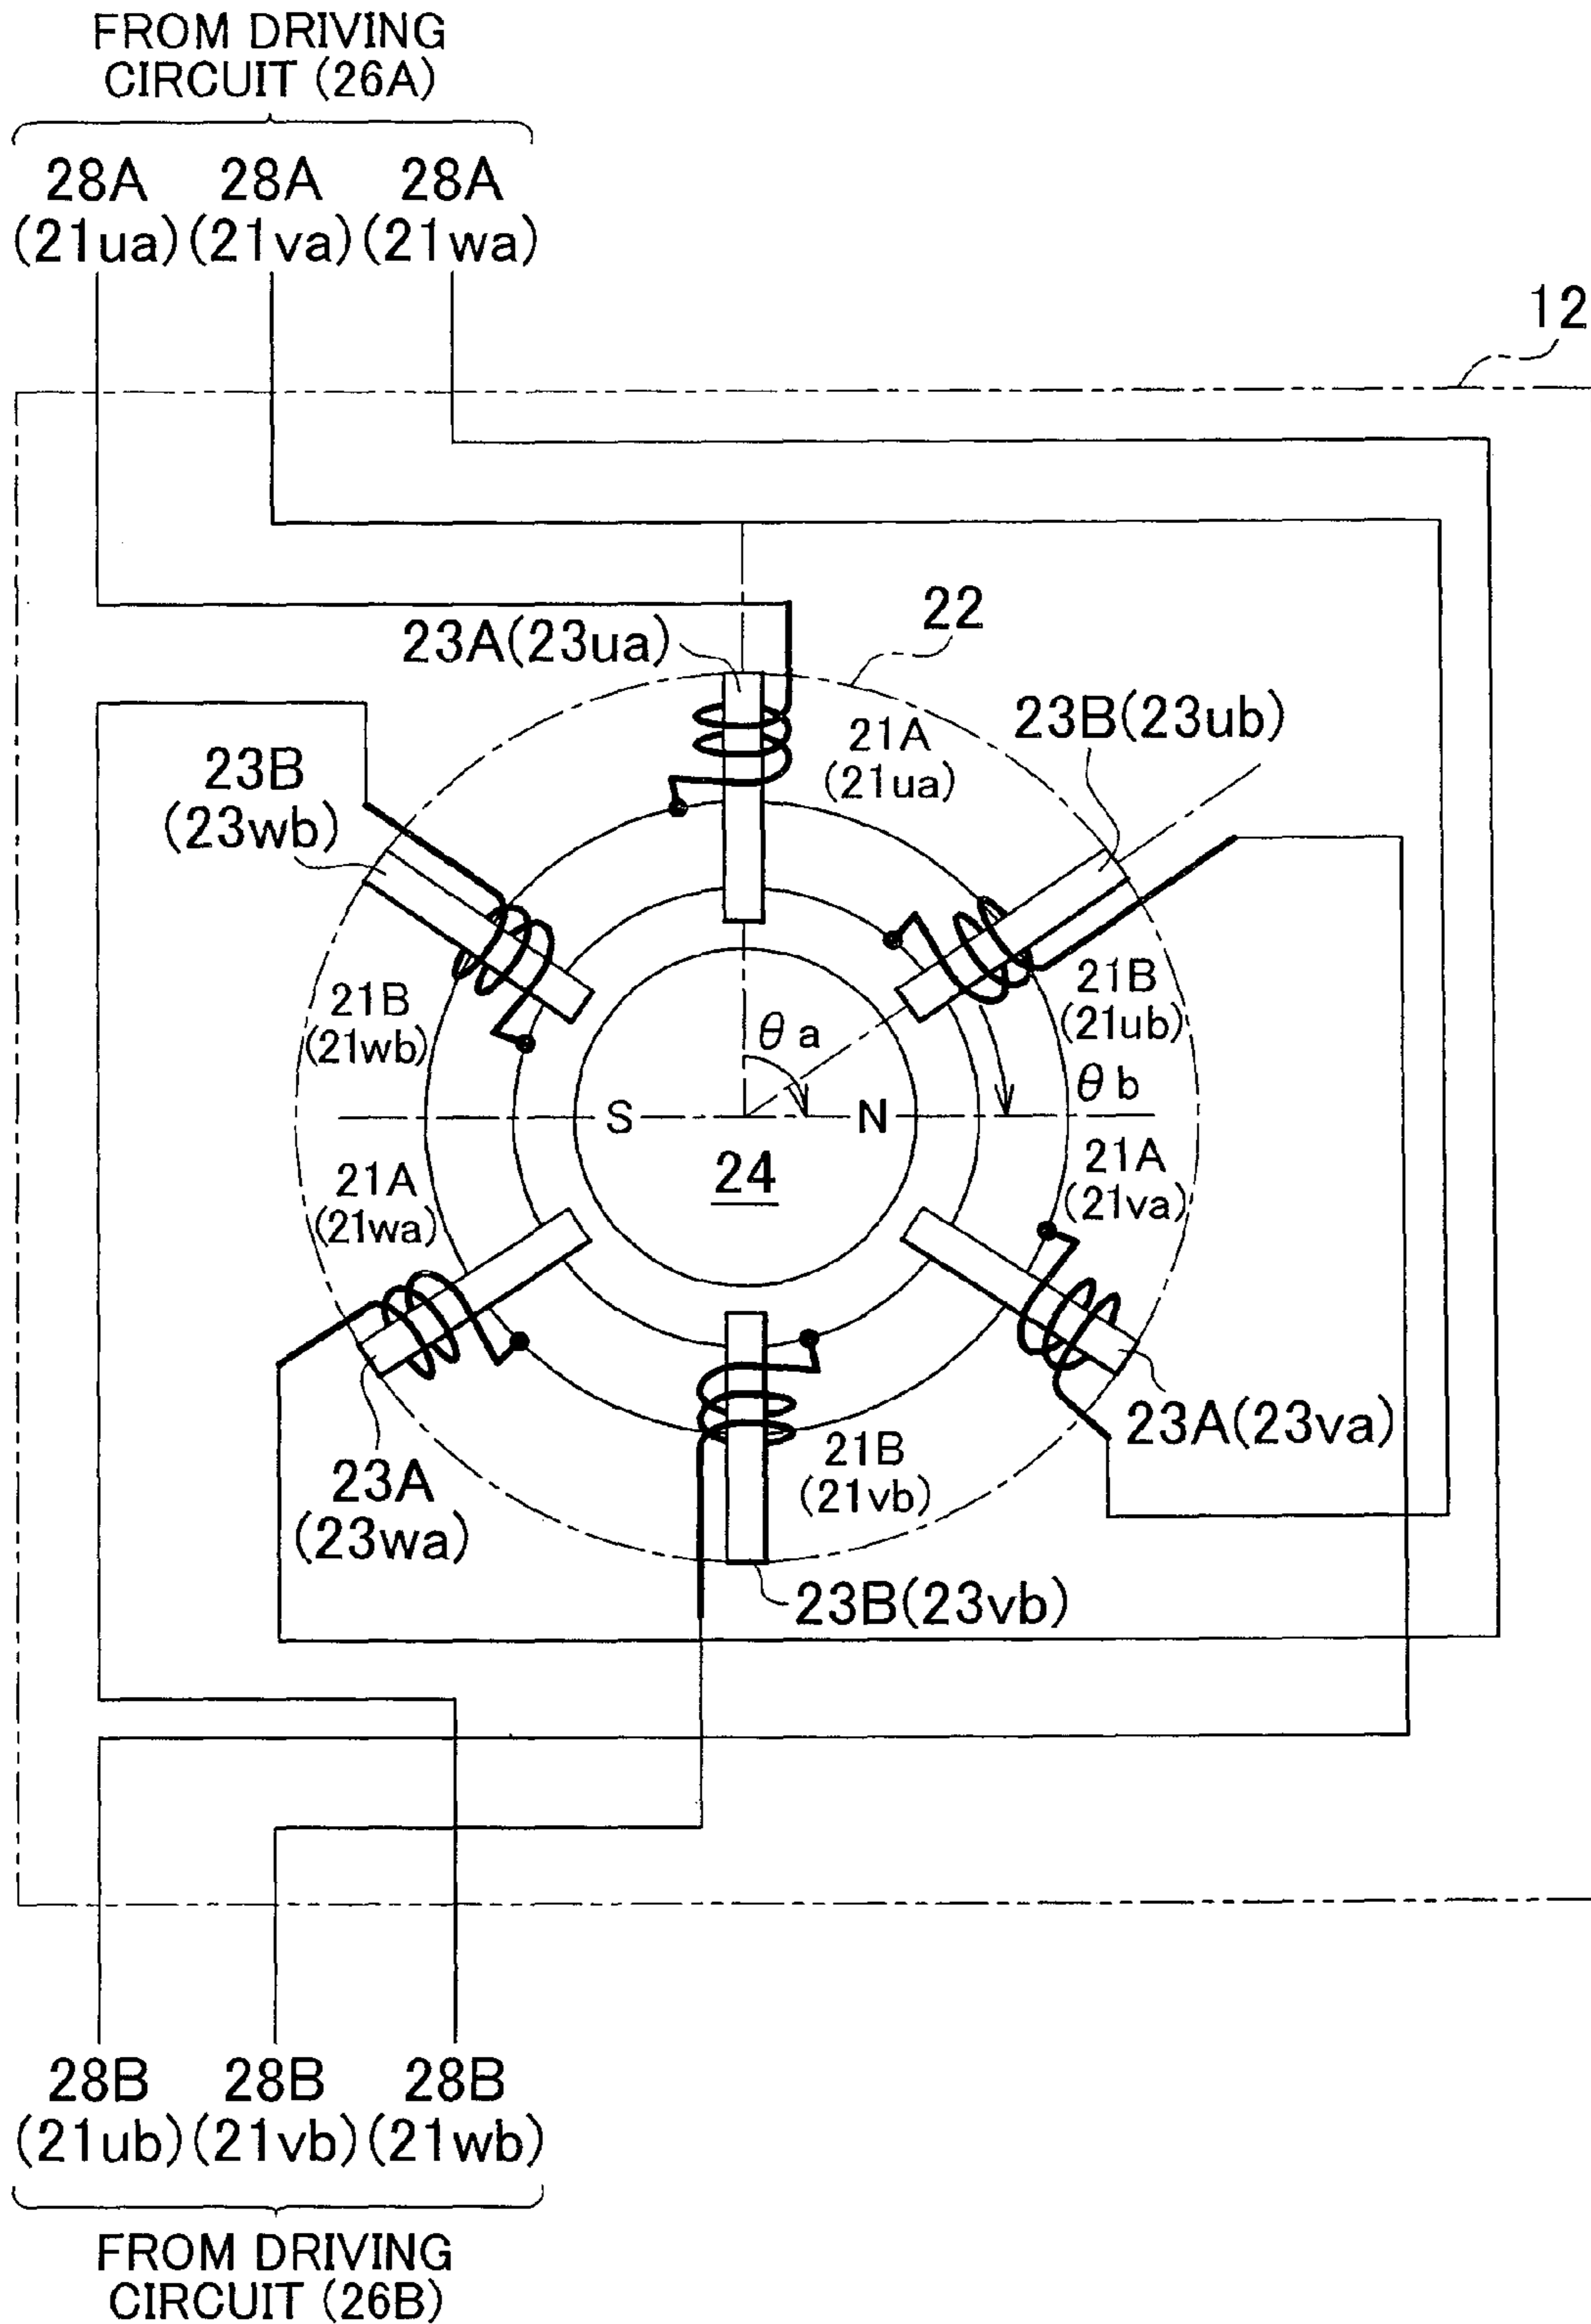 FROM DRIVING
CIRCUIT (26A)
28A 28A 28A
(21ua) (21va) (21wa)
12
22
23A(23ua)
23B(23ub)
21A
(21ua)
23B
(23wb)
21B
(21wb)
21B
(21ub)
θa
θb
S N
24
21A
(21wa)
21A
(21va)
23A(23va)
21B
(21vb)
23A
(23wa)
23B(23vb)
28B 28B 28B
(21ub) (21vb) (21wb)
FROM DRIVING
CIRCUIT (26B)